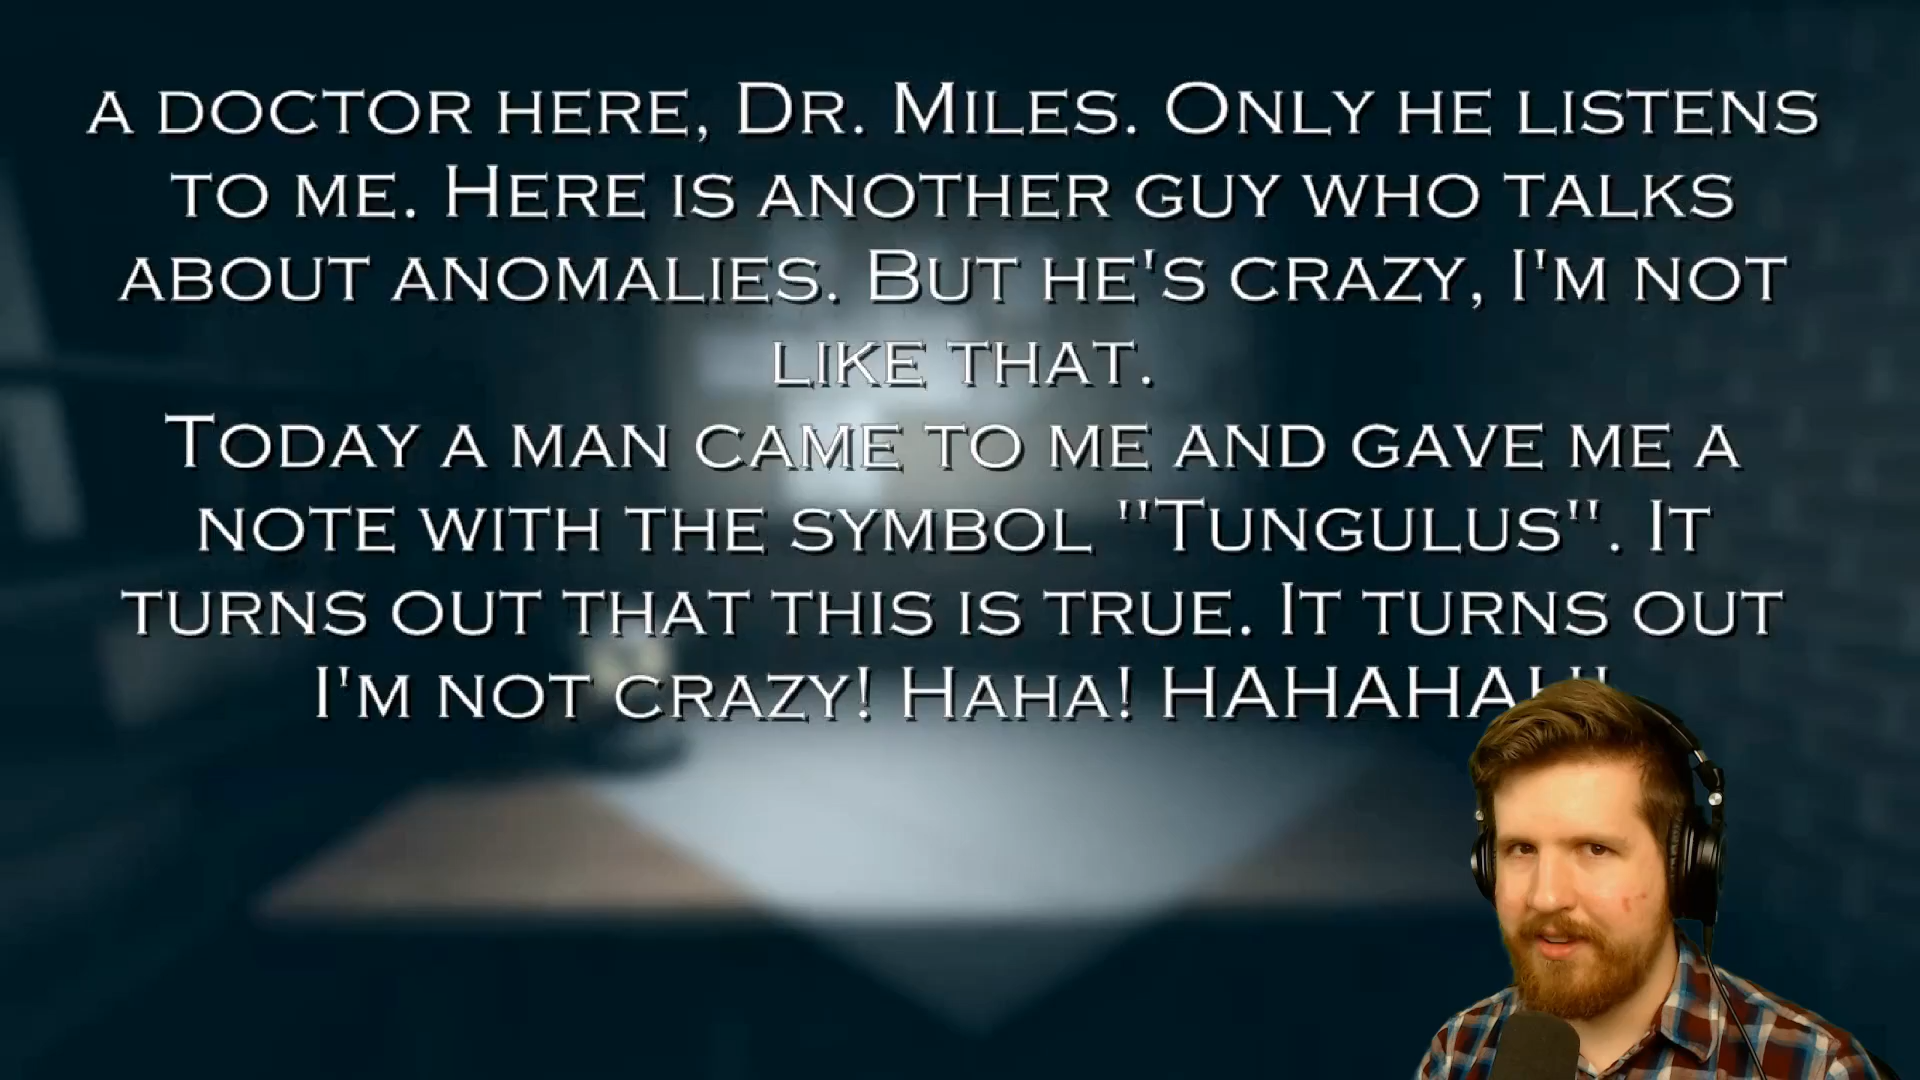 A DOCTOR HERE, DR. MILES. ONLY HE LISTENS
TO ME. HERE IS ANOTHER GUY WHO TALKS
ABOUT ANOMALIES. BUT HE'S CRAZY, I'M NOT
LIKE THAT.
TODAY A MAN CAME TO ME AND GAVE ME A
NOTE WITH THE SYMBOL "TUNGULUS". IT
TURNS OUT THAT THIS IS TRUE. IT TURNS OUT
I'M NOT CRAZY! HAHA!